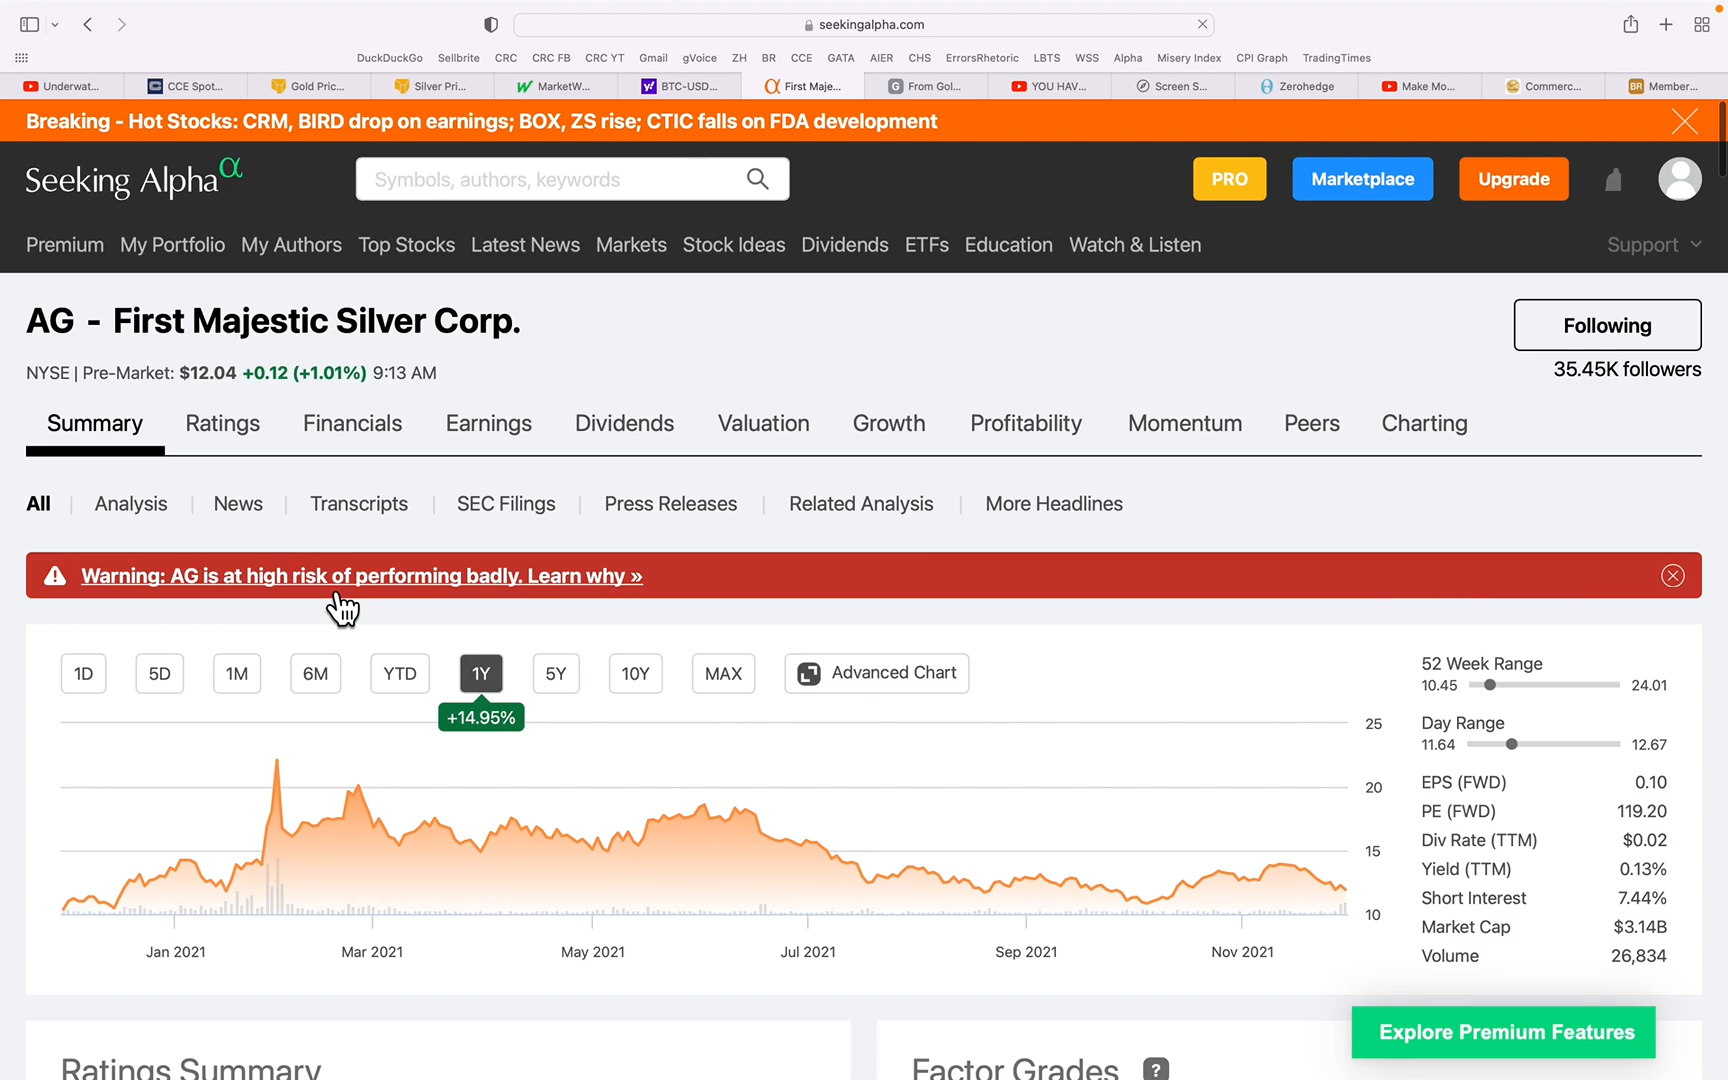 seekingalpha.com
DuckDuckGo Sellbrite CRC CRC FB CRC YT Gmail gVoice ZH BR CCE GATA AIER CHS ErrorsRhetoric LBTS WSS Alpha Misery Index CPI Graph TradingTimes
Underwat... CCE Spot... Gold Pric... Silver Pri... MarketW... BTC-USD... First Maje... From Gol... YOU HAV... Screen S... Zerohedge Make Mo... Commerc... Member...
Breaking - Hot Stocks: CRM, BIRD drop on earnings; BOX, ZS rise; CTIC falls on FDA development
Seeking Alpha α
Symbols, authors, keywords
PRO Marketplace Upgrade
Premium My Portfolio My Authors Top Stocks Latest News Markets Stock Ideas Dividends ETFs Education Watch & Listen Support
AG - First Majestic Silver Corp.
Following
35.45K followers
NYSE | Pre-Market: $12.04 +0.12 (+1.01%) 9:13 AM
Summary Ratings Financials Earnings Dividends Valuation Growth Profitability Momentum Peers Charting
All | Analysis | News | Transcripts | SEC Filings | Press Releases | Related Analysis | More Headlines
Warning: AG is at high risk of performing badly. Learn why »
1D 5D 1M 6M YTD 1Y 5Y 10Y MAX Advanced Chart
+14.95%
25
20
15
10
Jan 2021 Mar 2021 May 2021 Jul 2021 Sep 2021 Nov 2021
52 Week Range
10.45 24.01
Day Range
11.64 12.67
EPS (FWD) 0.10
PE (FWD) 119.20
Div Rate (TTM) $0.02
Yield (TTM) 0.13%
Short Interest 7.44%
Market Cap $3.14B
Volume 26,834
Explore Premium Features
Ratings Summary
Factor Grades ?